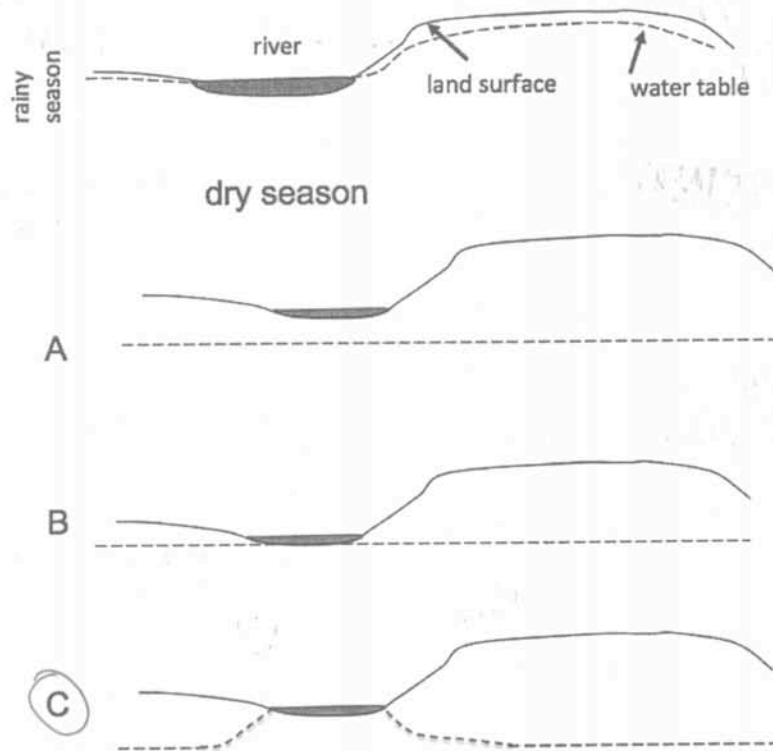 rainy
season
river
land surface
water table
dry season
A
B
C